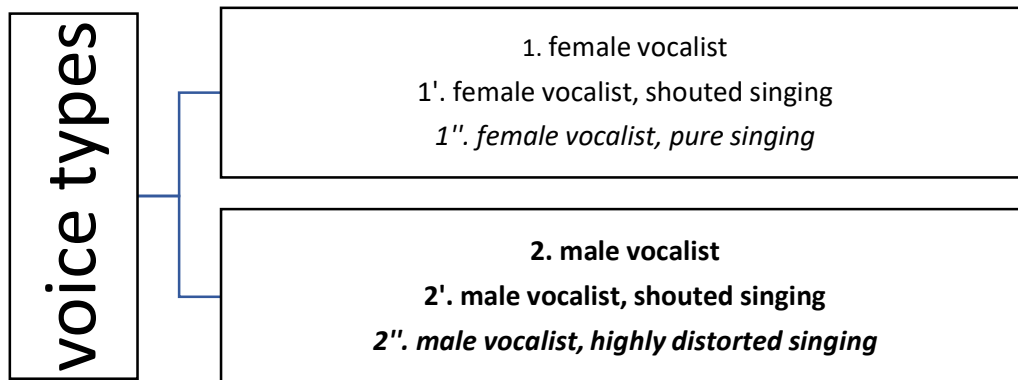 voice types
1. female vocalist
1'. female vocalist, shouted singing
1''. female vocalist, pure singing
2. male vocalist
2'. male vocalist, shouted singing
2''. male vocalist, highly distorted singing